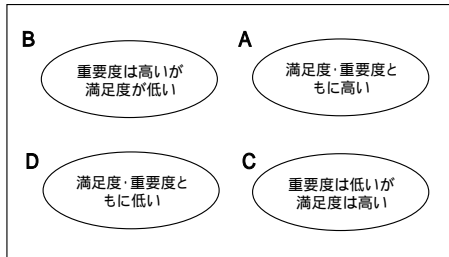 B
重要度は高いが
満足度が低い
A
満足度・重要度と
もに高い
D
満足度・重要度と
もに低い
C
重要度は低いが
満足度は高い